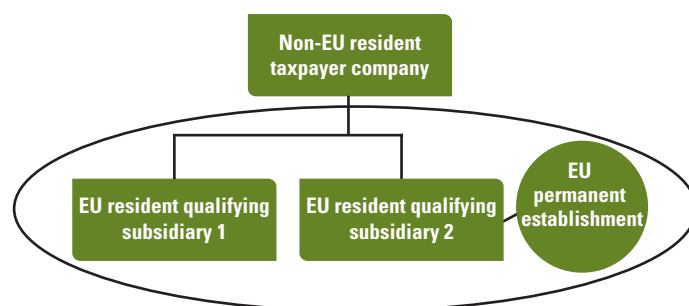 Non-EU resident
taxpayer company
EU resident qualifying
subsidiary 1
EU resident qualifying
subsidiary 2
EU
permanent
establishment